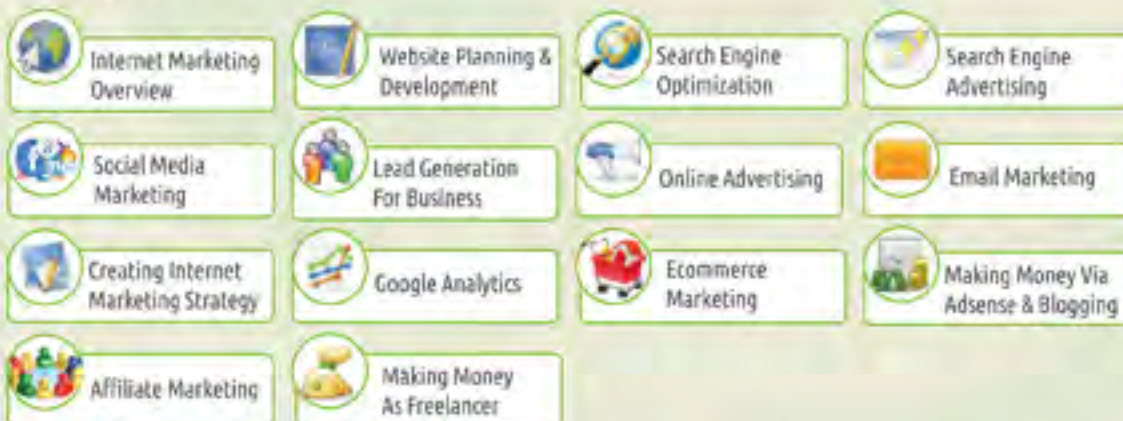 Internet Marketing
Overview
Website Planning &
Development
Search Engine
Optimization
Search Engine
Advertising
Social Media
Marketing
Lead Generation
For Business
Online Advertising
Email Marketing
Creating Internet
Marketing Strategy
Google Analytics
Ecommerce
Marketing
Making Money Via
Adsense & Blogging
Affiliate Marketing
Making Money
As Freelancer